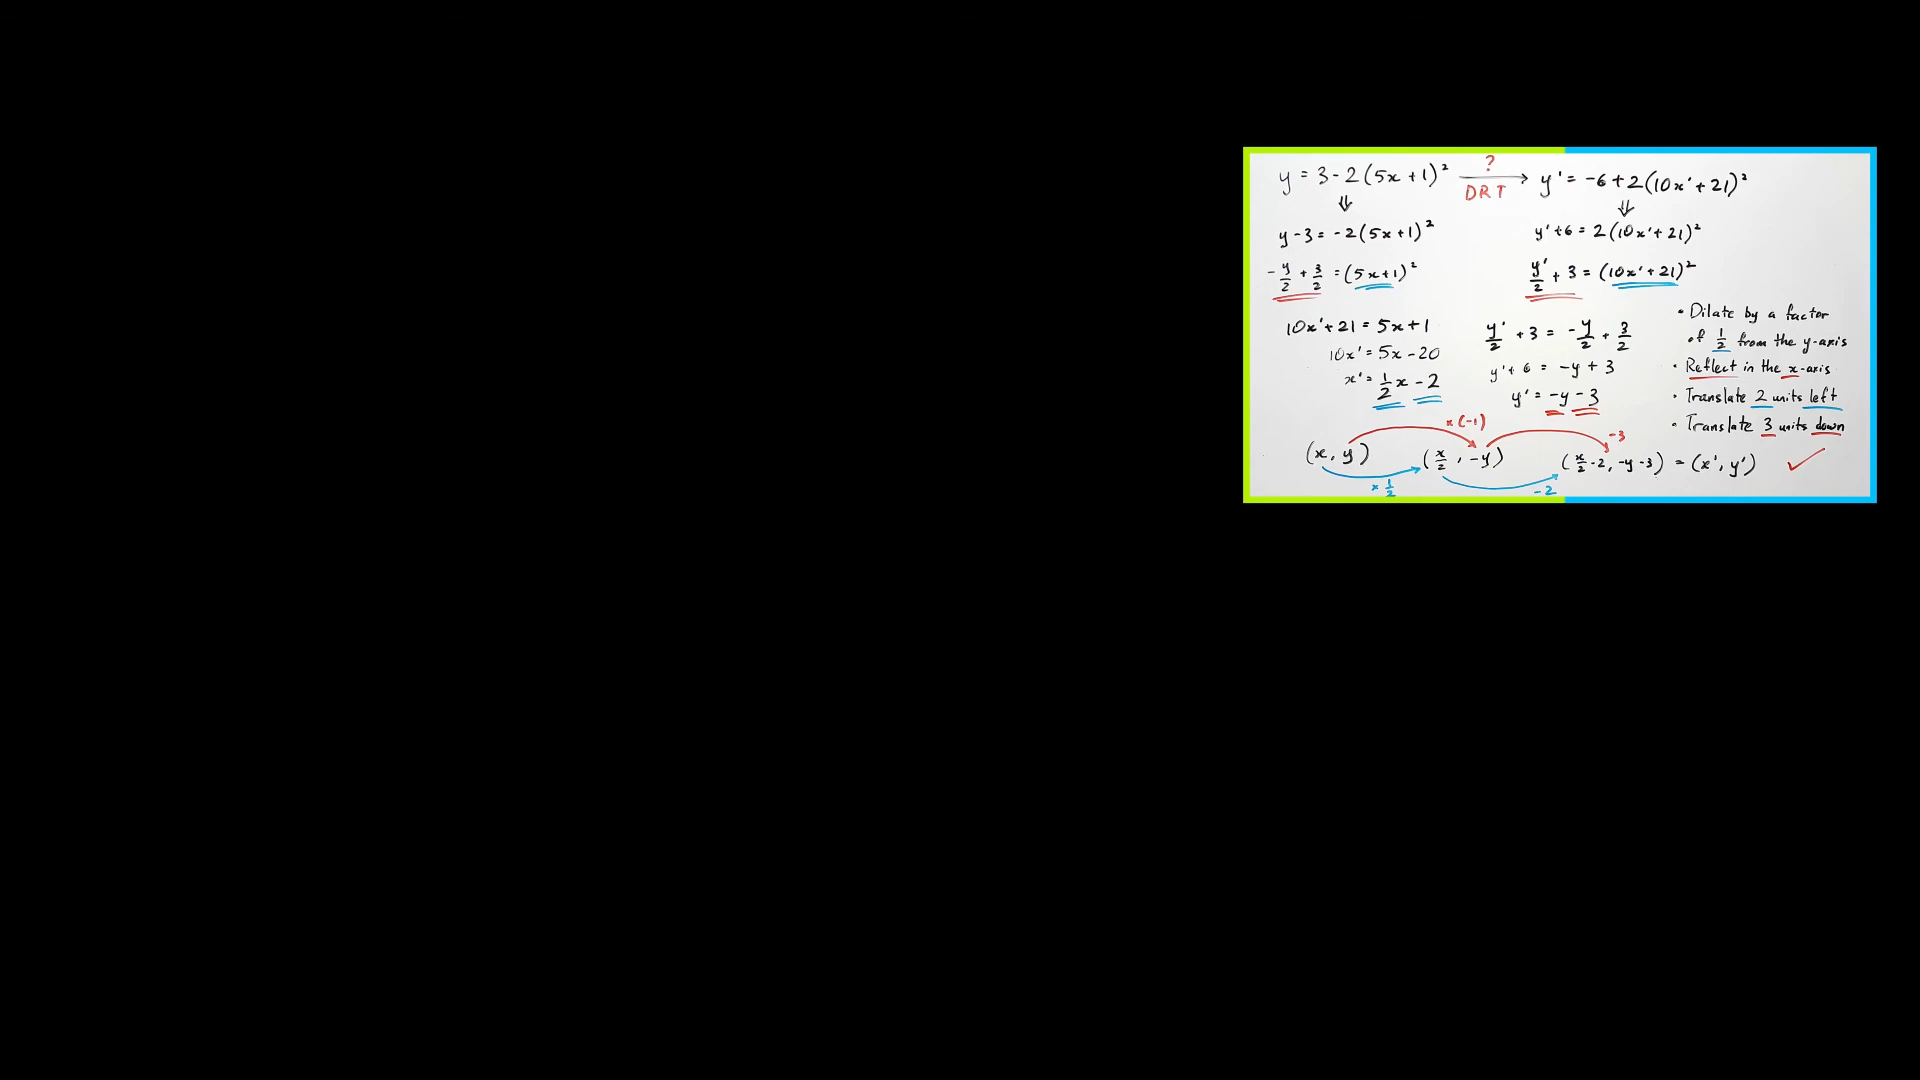 y = 3 - 2(5x + 1)² ? DRT → y' = -6 + 2(10x' + 21)²
⇓ ⇓
y - 3 = -2(5x + 1)² y' + 6 = 2(10x' + 21)²
-y/2 + 3/2 = (5x + 1)² y'/2 + 3 = (10x' + 21)²
10x' + 21 = 5x + 1 y'/2 + 3 = -y/2 + 3/2
10x' = 5x - 20 y' + 6 = -y + 3
x' = 1/2 x - 2 y' = -y - 3
• Dilate by a factor
of 1/2 from the y-axis
• Reflect in the x-axis
• Translate 2 units left
• Translate 3 units down
×(-1) -3
(x, y) (x/2, -y) (x/2 - 2, -y - 3) = (x', y') ✓
× 1/2 -2